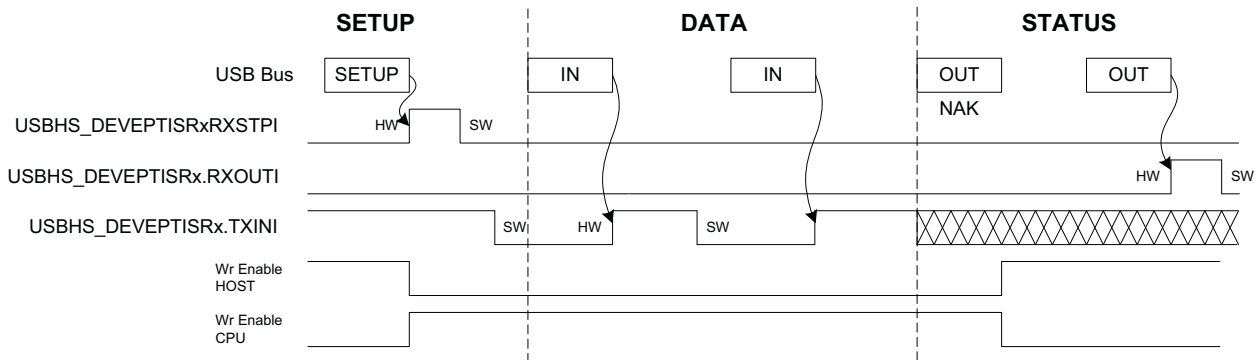 SETUP DATA STATUS
USB Bus SETUP IN IN OUT OUT
NAK
USBHS_DEVEPTISRxRXSTPI HW SW
USBHS_DEVEPTISRx.RXOUTI HW SW
USBHS_DEVEPTISRx.TXINI SW HW SW
Wr Enable
HOST
Wr Enable
CPU